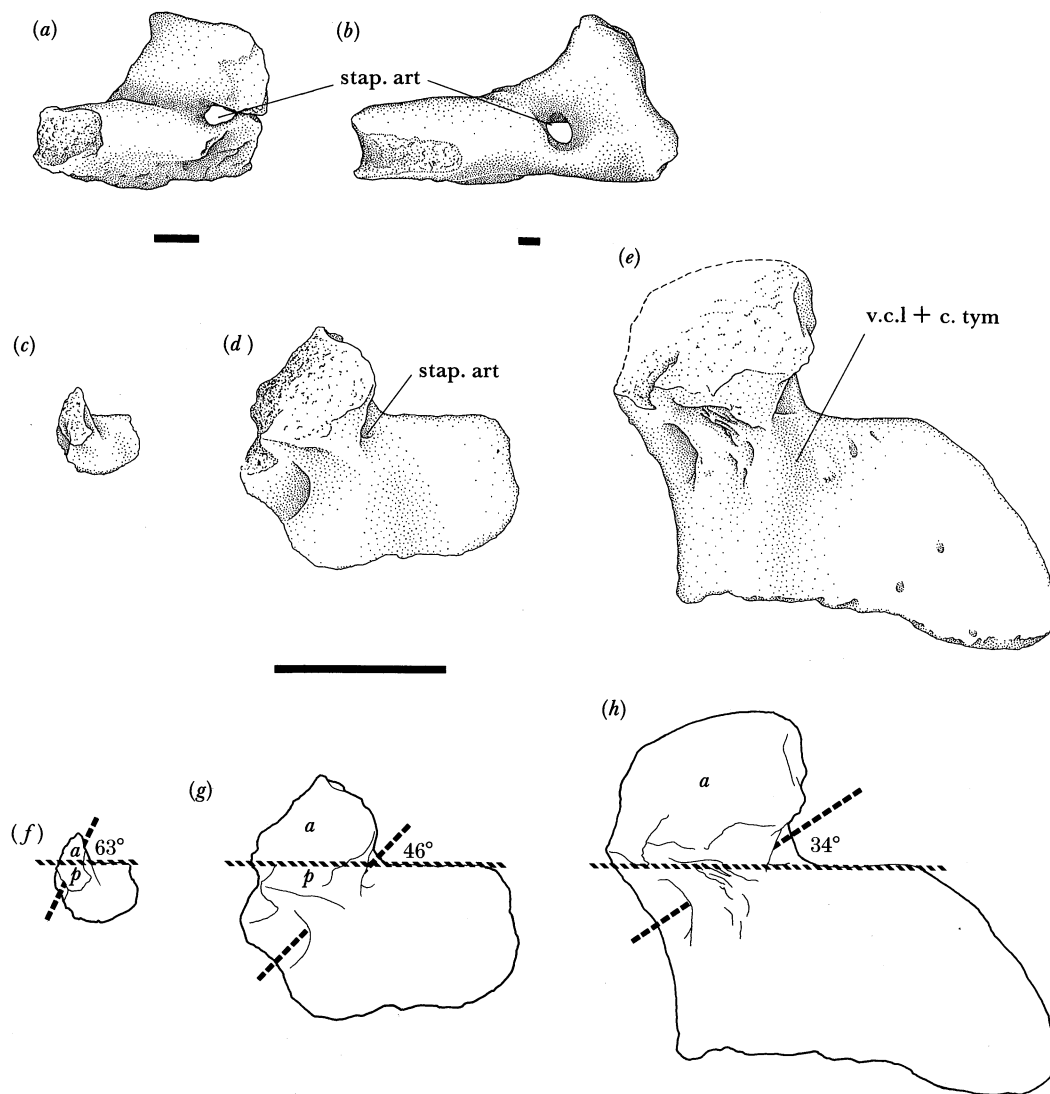 (a)
(b)
stap. art
(c)
(d)
stap. art
(e)
v.c.l + c. tym
(f)
a
p
63°
(g)
a
p
46°
(h)
a
34°